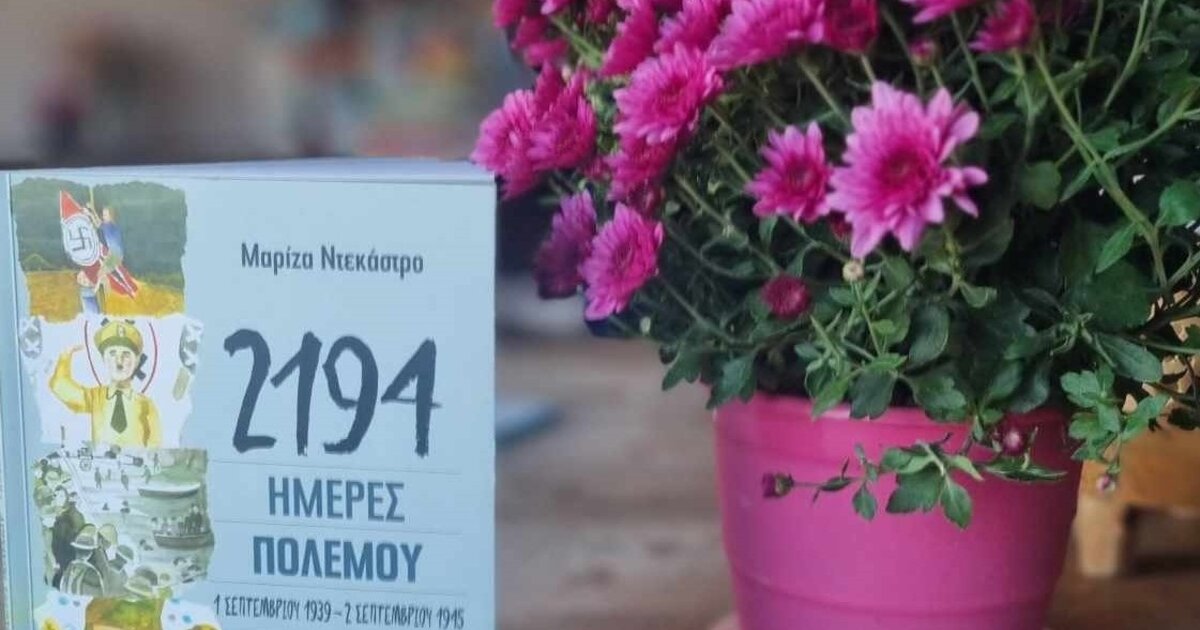 Μαρίζα Ντεκάστρο
2194
ΗΜΕΡΕΣ
ΠΟΛΕΜΟΥ
1 ΣΕΠΤΕΜΒΡΙΟΥ 1939 – 2 ΣΕΠΤΕΜΒΡΙΟΥ 1945